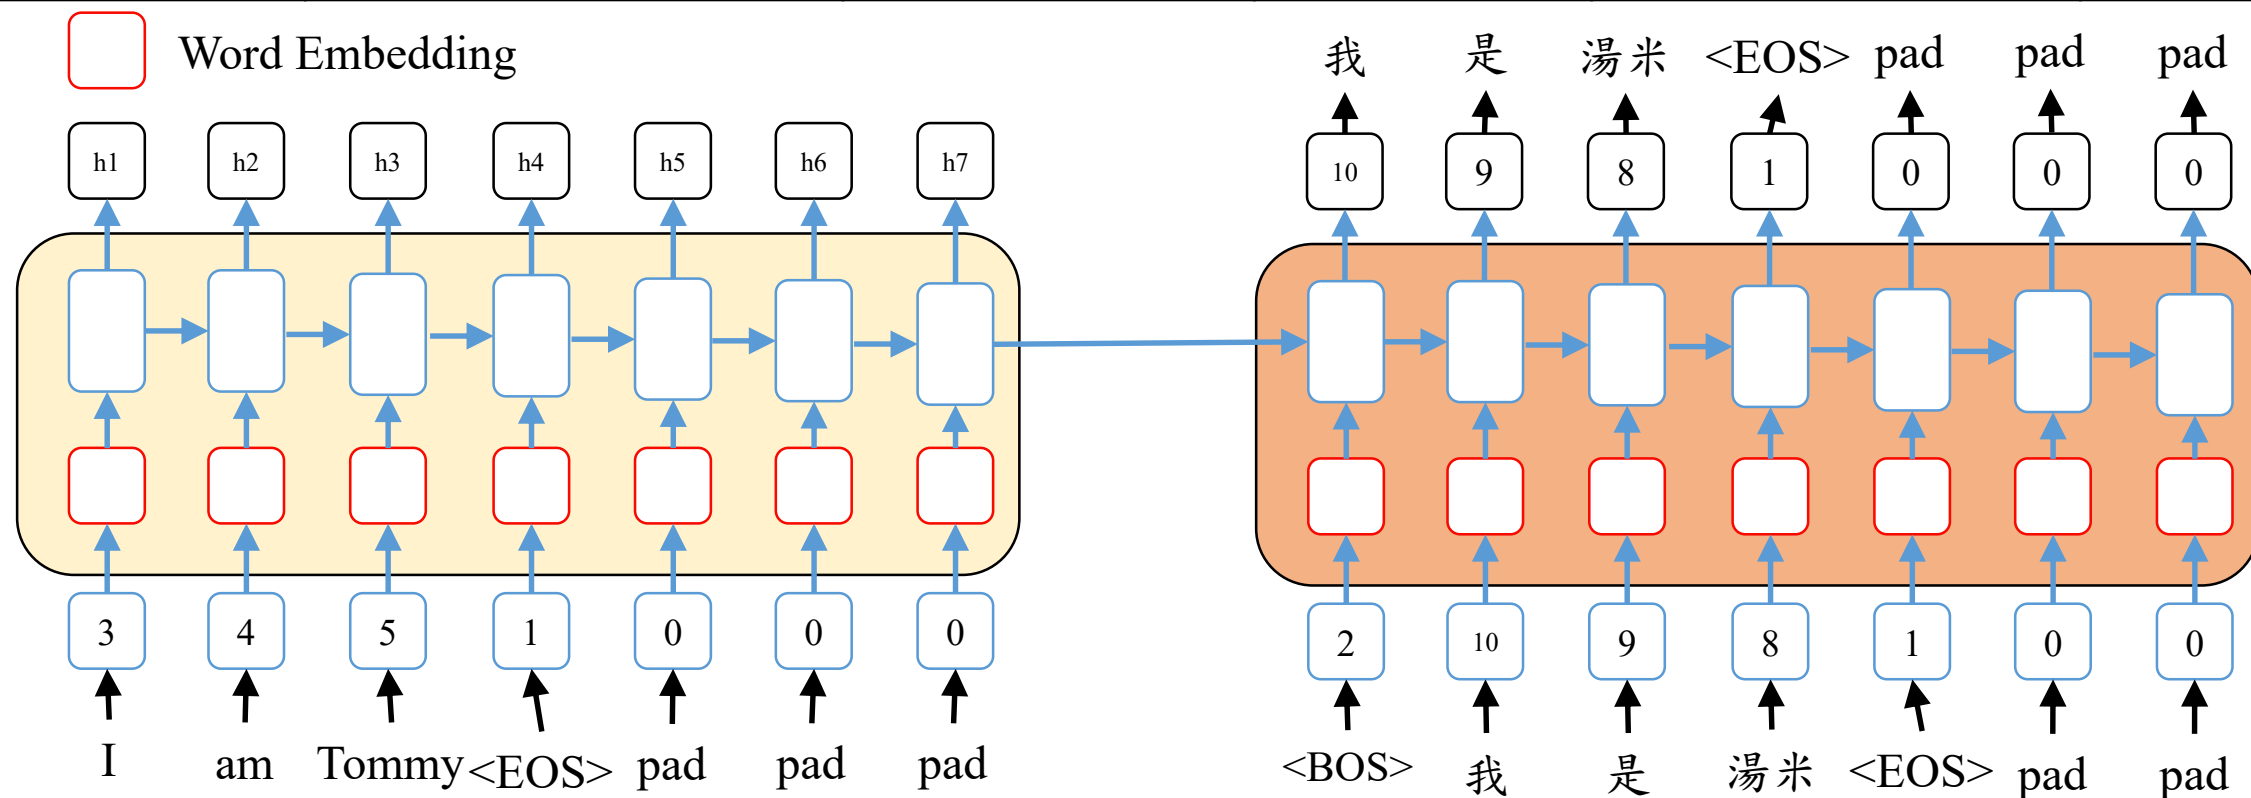 Word Embedding
我 是 湯米 <EOS> pad pad pad
h1 h2 h3 h4 h5 h6 h7
10 9 8 1 0 0 0
3 4 5 1 0 0 0
2 10 9 8 1 0 0
I am Tommy <EOS> pad pad pad
<BOS> 我 是 湯米 <EOS> pad pad